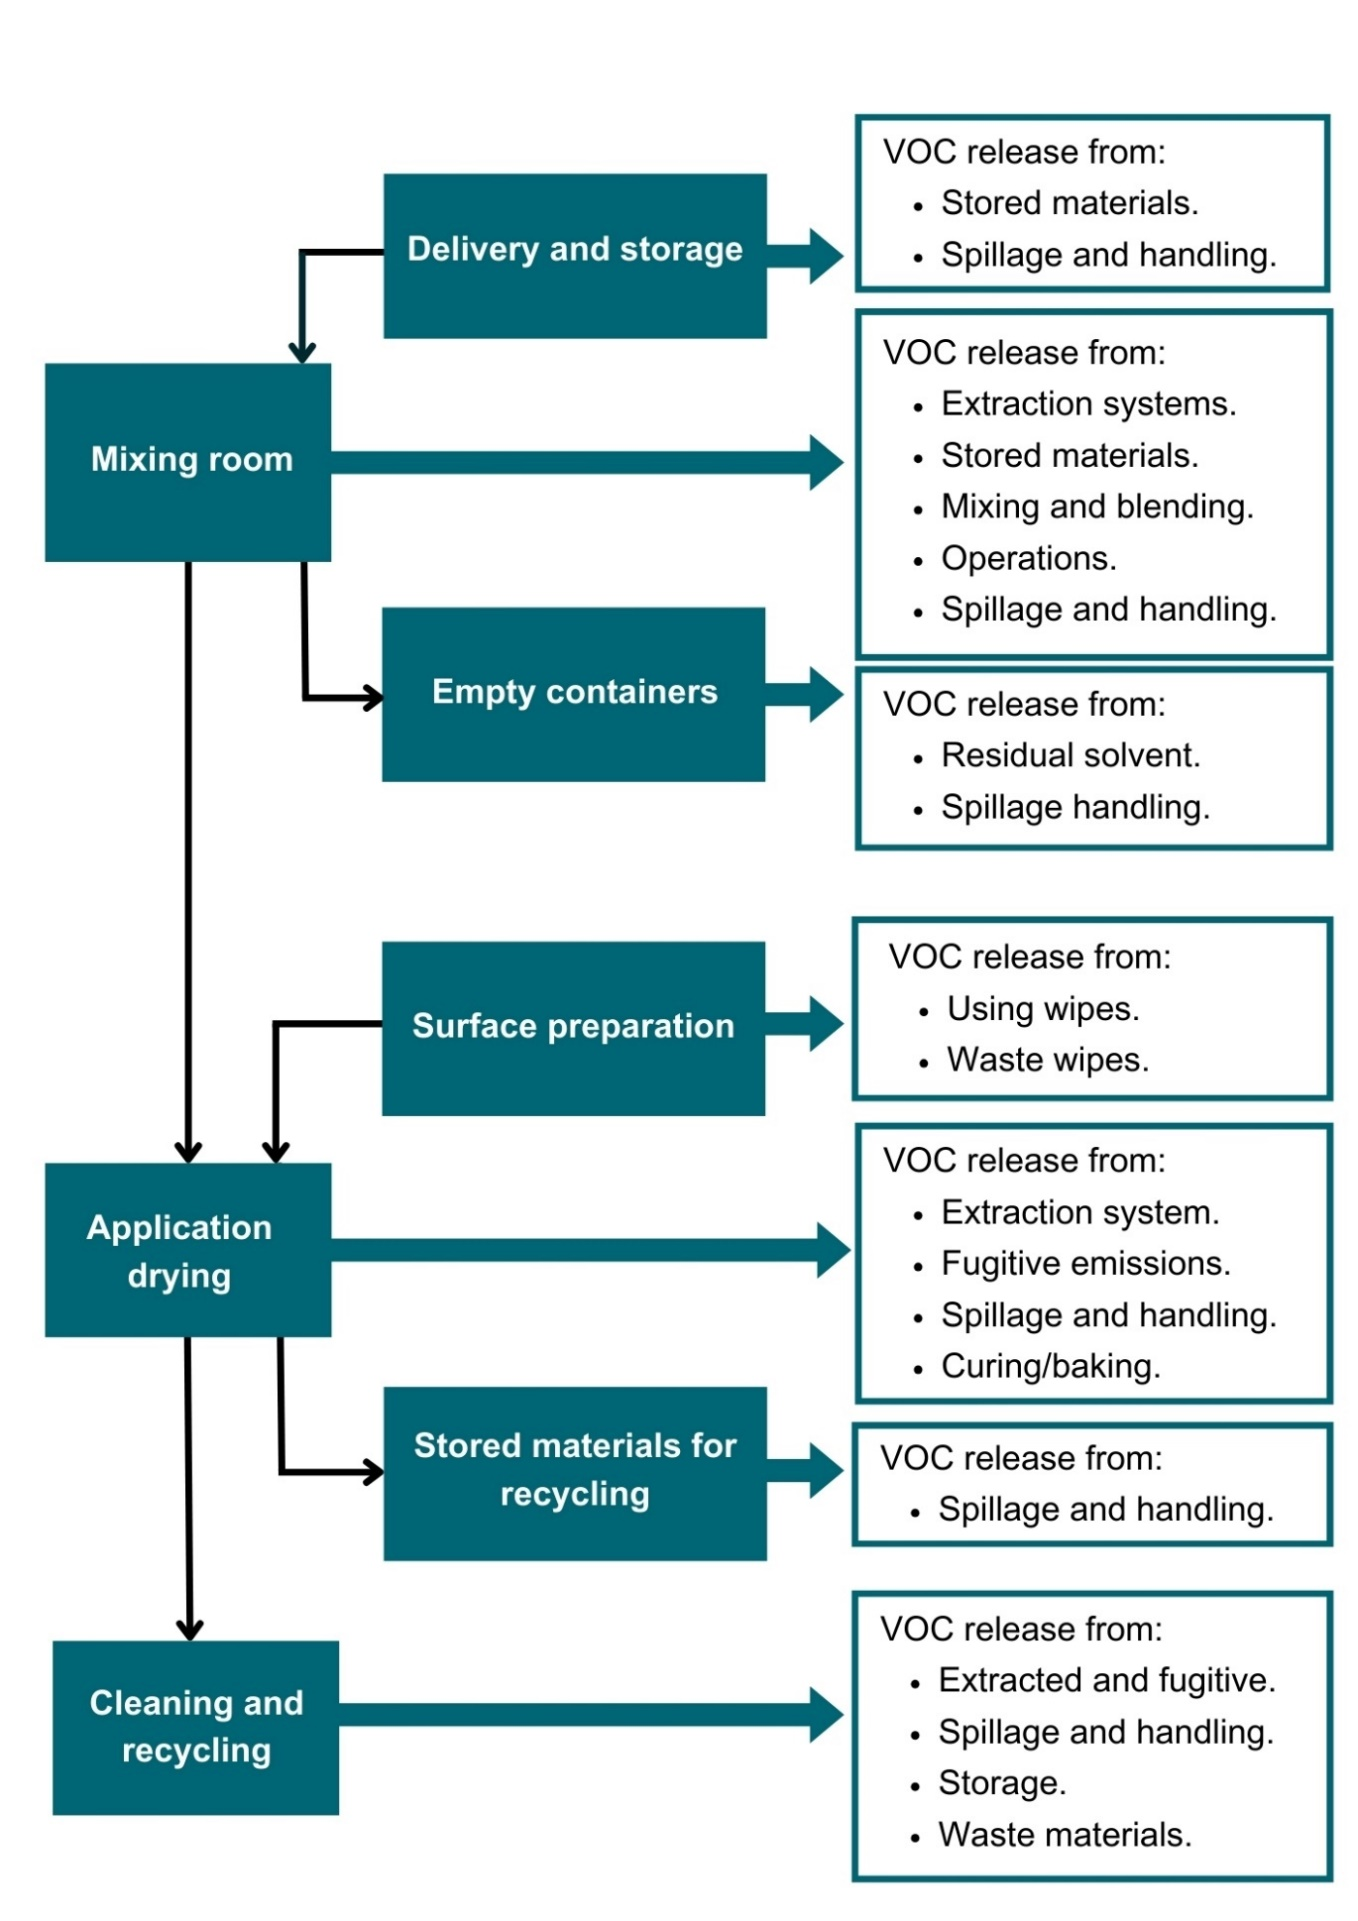 Delivery and storage
VOC release from:
• Stored materials.
• Spillage and handling.
Mixing room
VOC release from:
• Extraction systems.
• Stored materials.
• Mixing and blending.
• Operations.
• Spillage and handling.
Empty containers
VOC release from:
• Residual solvent.
• Spillage handling.
Surface preparation
VOC release from:
• Using wipes.
• Waste wipes.
Application
drying
VOC release from:
• Extraction system.
• Fugitive emissions.
• Spillage and handling.
• Curing/baking.
Stored materials for
recycling
VOC release from:
• Spillage and handling.
Cleaning and
recycling
VOC release from:
• Extracted and fugitive.
• Spillage and handling.
• Storage.
• Waste materials.